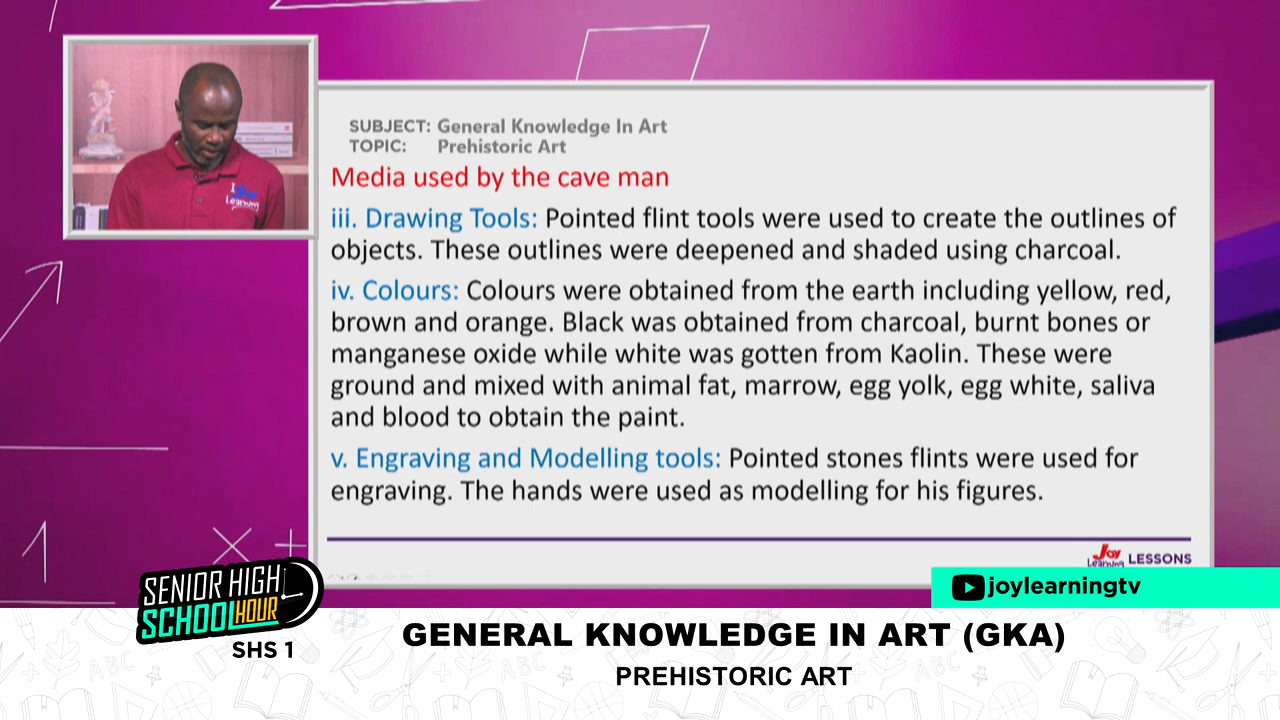 SUBJECT: General Knowledge In Art
TOPIC: Prehistoric Art
Media used by the cave man
iii. Drawing Tools: Pointed flint tools were used to create the outlines of
objects. These outlines were deepened and shaded using charcoal.
iv. Colours: Colours were obtained from the earth including yellow, red,
brown and orange. Black was obtained from charcoal, burnt bones or
manganese oxide while white was gotten from Kaolin. These were
ground and mixed with animal fat, marrow, egg yolk, egg white, saliva
and blood to obtain the paint.
v. Engraving and Modelling tools: Pointed stones flints were used for
engraving. The hands were used as modelling for his figures.
Joy
Learning
LESSONS
joylearningtv
SENIOR HIGH
SCHOOL HOUR
SHS 1
GENERAL KNOWLEDGE IN ART (GKA)
PREHISTORIC ART